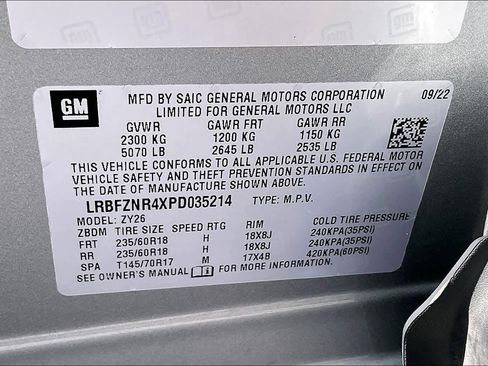 GM
GM
MFD BY SAIC GENERAL MOTORS CORPORATION 09/22
LIMITED FOR GENERAL MOTORS LLC
GVWR GAWR FRT GAWR RR
2300 KG 1200 KG 1150 KG
5070 LB 2645 LB 2535 LB
THIS VEHICLE CONFORMS TO ALL APPLICABLE U.S. FEDERAL MOTOR
VEHICLE SAFETY AND THEFT PREVENTION STANDARDS IN EFFECT ON
THE DATE OF MANUFACTURE SHOWN ABOVE.
LRBFZNR4XPD035214 TYPE: M.P.V.
MODEL: ZY26
ZBDM TIRE SIZE SPEED RTG RIM COLD TIRE PRESSURE
FRT 235/60R18 H 18X8J 240KPA(35PSI)
RR 235/60R18 H 18X8J 240KPA(35PSI)
SPA T145/70R17 M 17X4B 420KPA(60PSI)
SEE OWNER'S MANUAL FOR MORE INFORMATION.